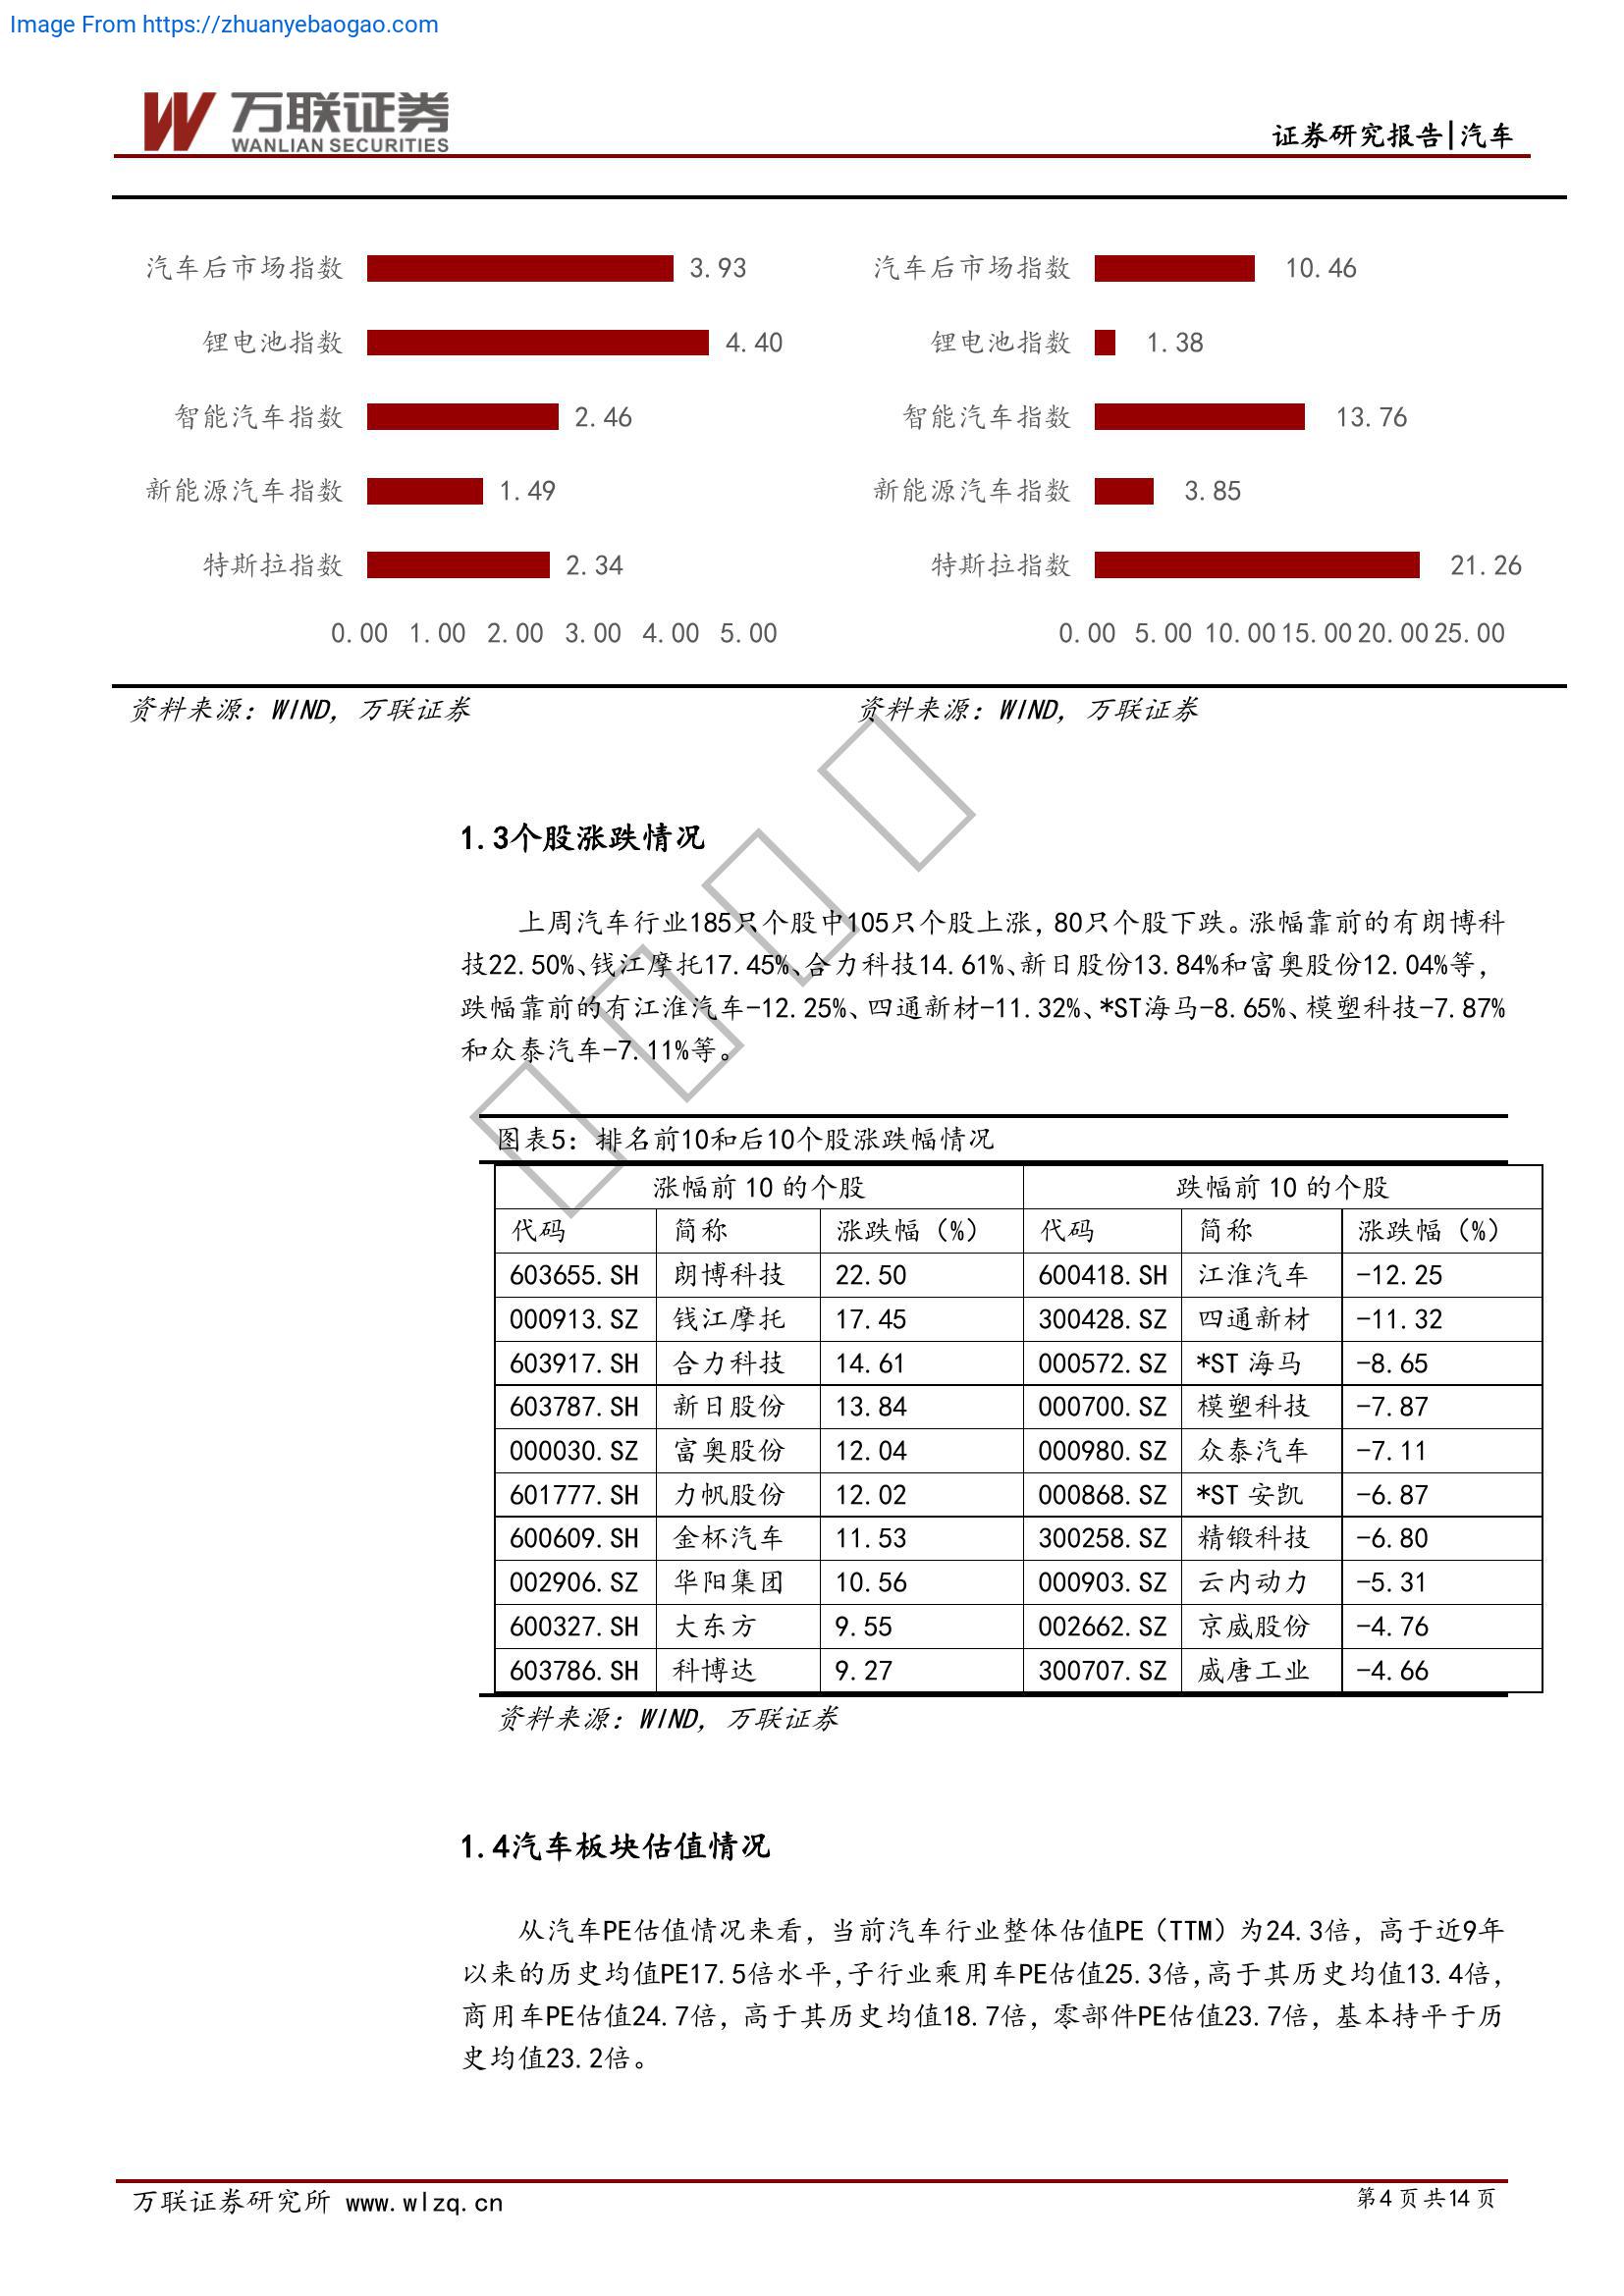 Image From https://zhuanyebaogao.com
万联证券
WANLIAN SECURITIES
证券研究报告|汽车
汽车后市场指数 3.93
锂电池指数 4.40
智能汽车指数 2.46
新能源汽车指数 1.49
特斯拉指数 2.34
0.00 1.00 2.00 3.00 4.00 5.00
汽车后市场指数 10.46
锂电池指数 1.38
智能汽车指数 13.76
新能源汽车指数 3.85
特斯拉指数 21.26
0.00 5.00 10.00 15.00 20.00 25.00
资料来源：WIND，万联证券
资料来源：WIND，万联证券
1.3个股涨跌情况
上周汽车行业185只个股中105只个股上涨，80只个股下跌。涨幅靠前的有朗博科
技22.50%、钱江摩托17.45%、合力科技14.61%、新日股份13.84%和富奥股份12.04%等，
跌幅靠前的有江淮汽车-12.25%、四通新材-11.32%、*ST海马-8.65%、模塑科技-7.87%
和众泰汽车-7.11%等。
图表5：排名前10和后10个股涨跌幅情况
涨幅前 10 的个股 跌幅前 10 的个股
代码 简称 涨跌幅（%） 代码 简称 涨跌幅（%）
603655.SH 朗博科技 22.50 600418.SH 江淮汽车 -12.25
000913.SZ 钱江摩托 17.45 300428.SZ 四通新材 -11.32
603917.SH 合力科技 14.61 000572.SZ *ST 海马 -8.65
603787.SH 新日股份 13.84 000700.SZ 模塑科技 -7.87
000030.SZ 富奥股份 12.04 000980.SZ 众泰汽车 -7.11
601777.SH 力帆股份 12.02 000868.SZ *ST 安凯 -6.87
600609.SH 金杯汽车 11.53 300258.SZ 精锻科技 -6.80
002906.SZ 华阳集团 10.56 000903.SZ 云内动力 -5.31
600327.SH 大东方 9.55 002662.SZ 京威股份 -4.76
603786.SH 科博达 9.27 300707.SZ 威唐工业 -4.66
资料来源：WIND，万联证券
1.4汽车板块估值情况
从汽车PE估值情况来看，当前汽车行业整体估值PE（TTM）为24.3倍，高于近9年
以来的历史均值PE17.5倍水平，子行业乘用车PE估值25.3倍，高于其历史均值13.4倍，
商用车PE估值24.7倍，高于其历史均值18.7倍，零部件PE估值23.7倍，基本持平于历
史均值23.2倍。
万联证券研究所 www.wlzq.cn
第4页共14页